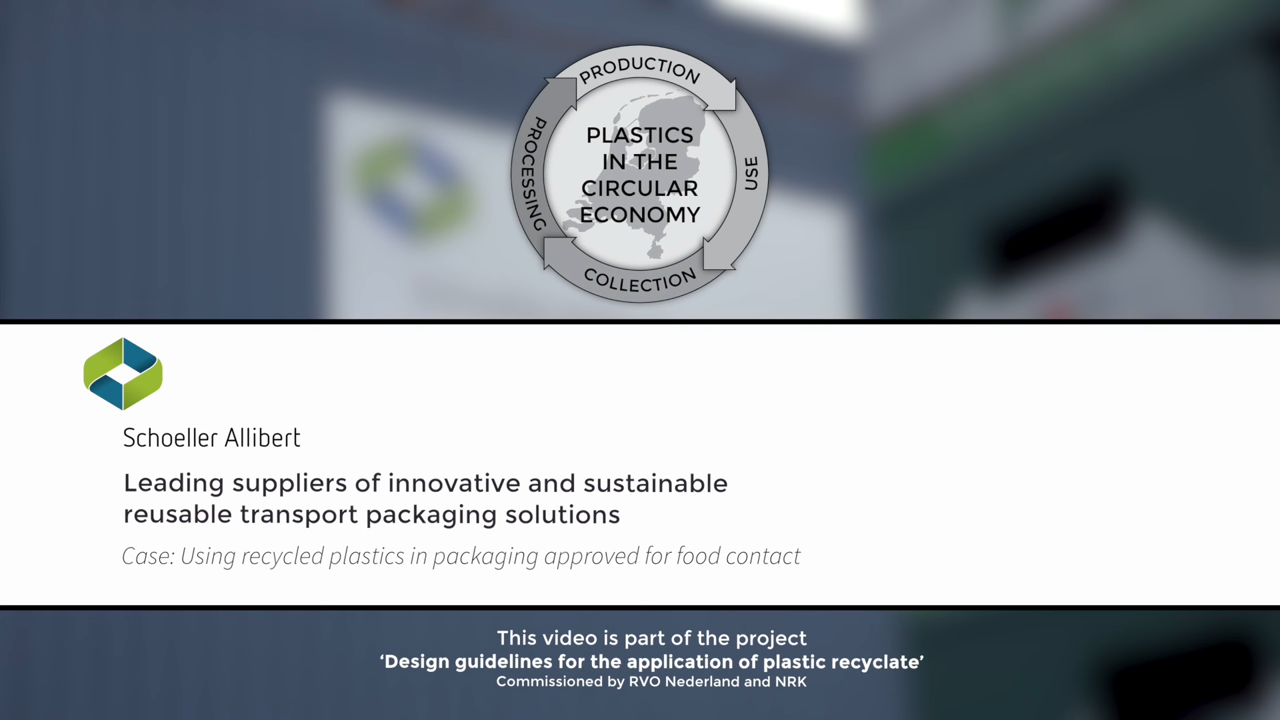 PRODUCTION
USE
COLLECTION
PROCESSING
PLASTICS
IN THE
CIRCULAR
ECONOMY
Schoeller Allibert
Leading suppliers of innovative and sustainable
reusable transport packaging solutions
Case: Using recycled plastics in packaging approved for food contact
This video is part of the project
‘Design guidelines for the application of plastic recyclate’
Commissioned by RVO Nederland and NRK